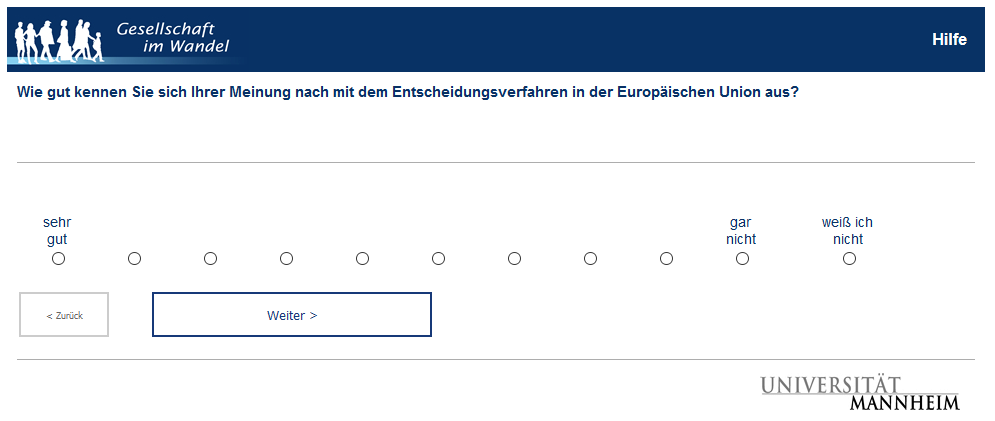 Gesellschaft
im Wandel
Hilfe
Wie gut kennen Sie sich Ihrer Meinung nach mit dem Entscheidungsverfahren in der Europäischen Union aus?
sehr
gut
gar
nicht
weiß ich
nicht
< Zurück
Weiter >
UNIVERSITÄT
MANNHEIM